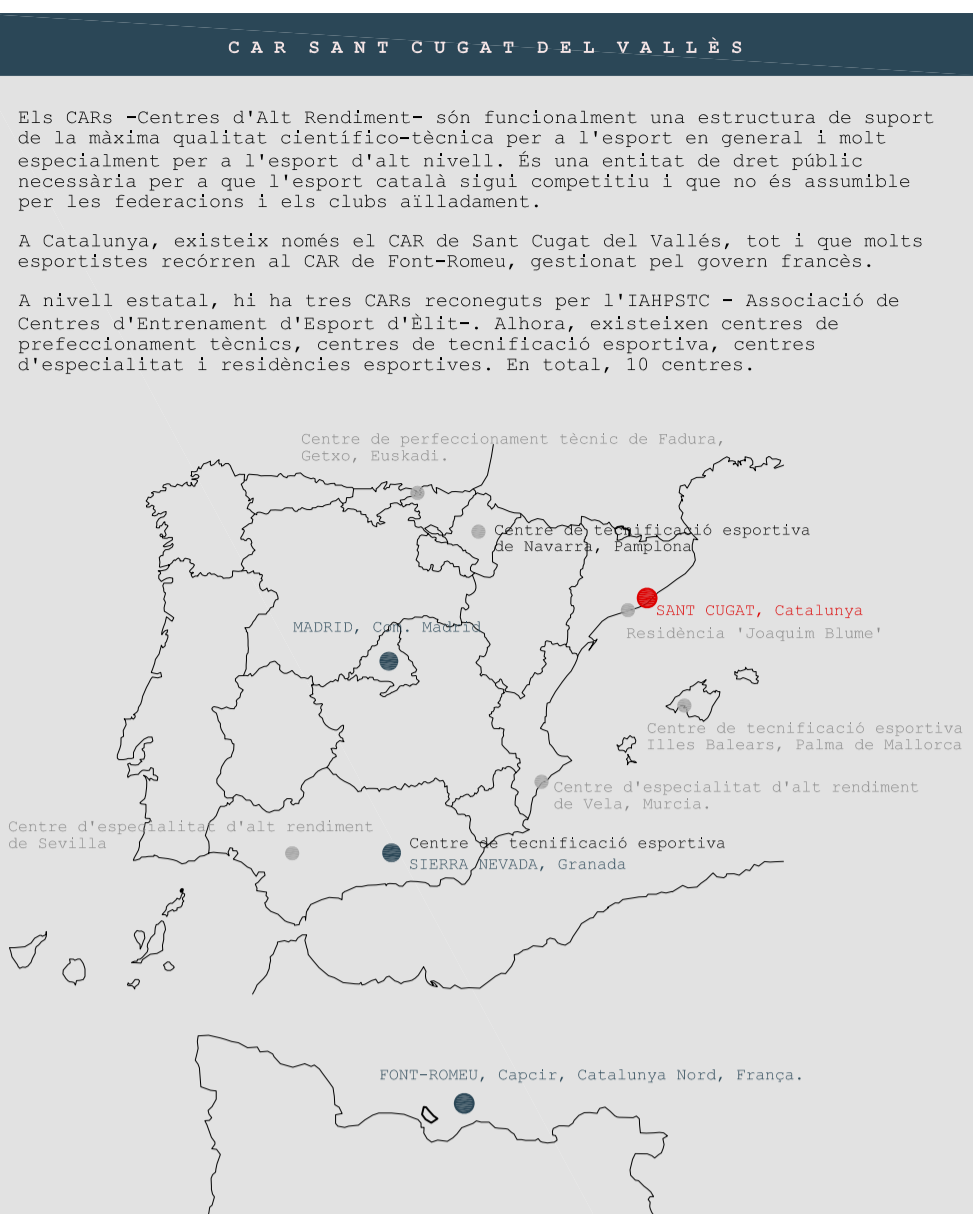 CAR SANT CUGAT DEL VALLÈS
Els CARs -Centres d'Alt Rendiment- són funcionalment una estructura de suport
de la màxima qualitat científico-tècnica per a l'esport en general i molt
especialment per a l'esport d'alt nivell. És una entitat de dret públic
necessària per a que l'esport català sigui competitiu i que no és assumible
per les federacions i els clubs aïlladament.
A Catalunya, existeix només el CAR de Sant Cugat del Vallés, tot i que molts
esportistes recórren al CAR de Font-Romeu, gestionat pel govern francès.
A nivell estatal, hi ha tres CARs reconeguts per l'IAHPSTC - Associació de
Centres d'Entrenament d'Esport d'Èlit-. Alhora, existeixen centres de
prefeccionament tècnics, centres de tecnificació esportiva, centres
d'especialitat i residències esportives. En total, 10 centres.
Centre de perfeccionament tècnic de Fadura,
Getxo, Euskadi.
Centre de tecnificació esportiva
de Navarra, Pamplona
SANT CUGAT, Catalunya
MADRID, Com. Madrid
Residència 'Joaquim Blume'
Centre de tecnificació esportiva
Illes Balears, Palma de Mallorca
Centre d'especialitat d'alt rendiment
de Vela, Murcia.
Centre d'especialitat d'alt rendiment
de Sevilla
Centre de tecnificació esportiva
SIERRA NEVADA, Granada
FONT-ROMEU, Capcir, Catalunya Nord, França.